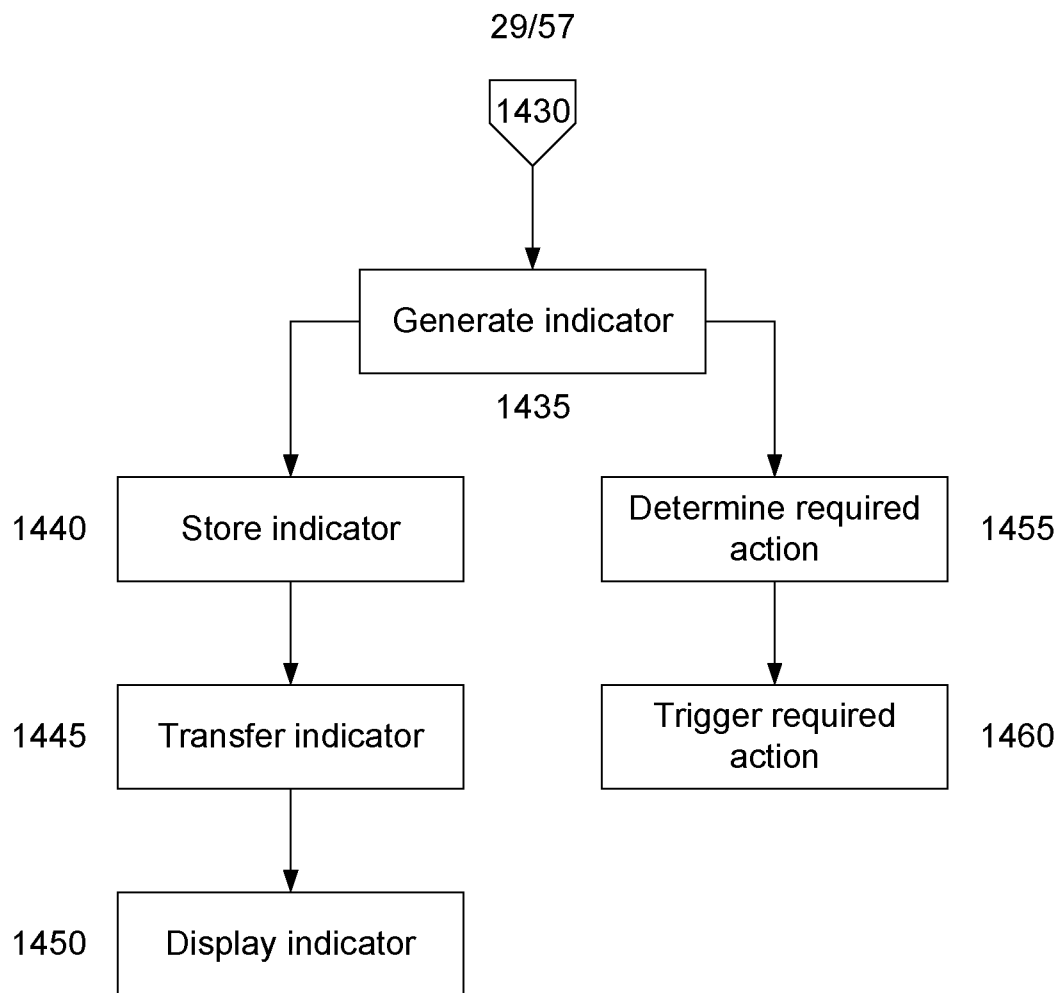 29/57
1430
Generate indicator
1435
1440
Store indicator
Determine required
action
1455
1445
Transfer indicator
Trigger required
action
1460
1450
Display indicator